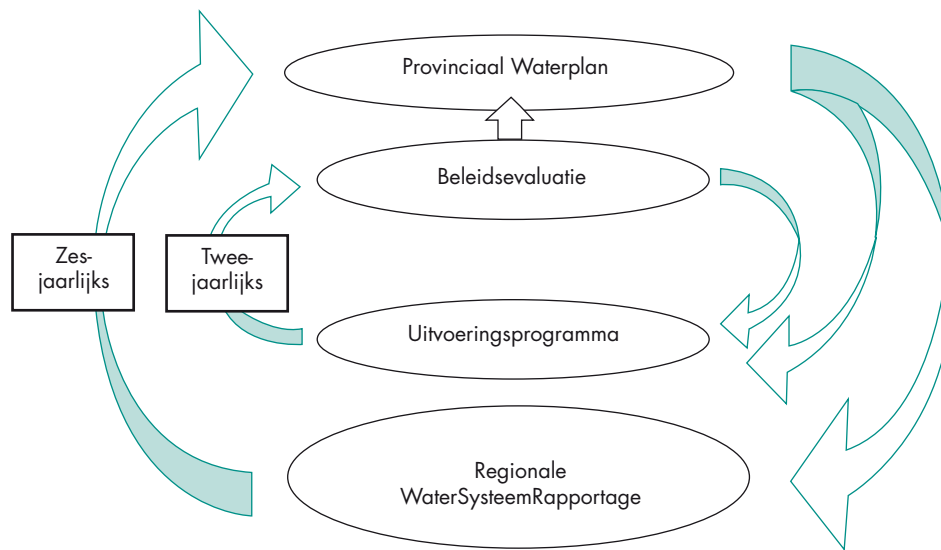 Provinciaal Waterplan
Beleidsevaluatie
Zes-
jaarlijks
Twee-
jaarlijks
Uitvoeringsprogramma
Regionale
WaterSysteemRapportage